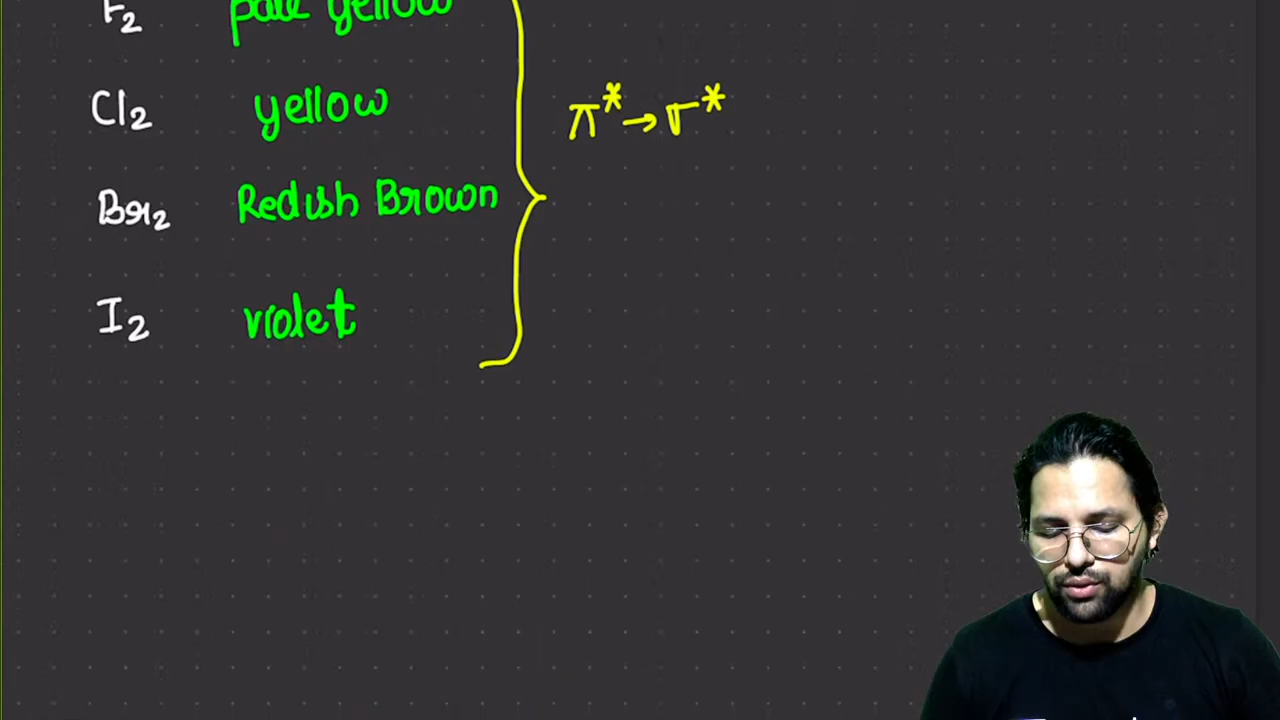 F2 pale yellow
Cl2 yellow
π* → σ*
Br2 Redish Brown
I2 violet